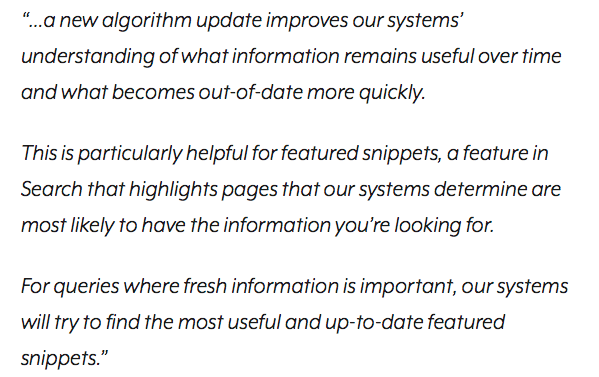 “...a new algorithm update improves our systems’
understanding of what information remains useful over time
and what becomes out-of-date more quickly.
This is particularly helpful for featured snippets, a feature in
Search that highlights pages that our systems determine are
most likely to have the information you’re looking for.
For queries where fresh information is important, our systems
will try to find the most useful and up-to-date featured
snippets.”